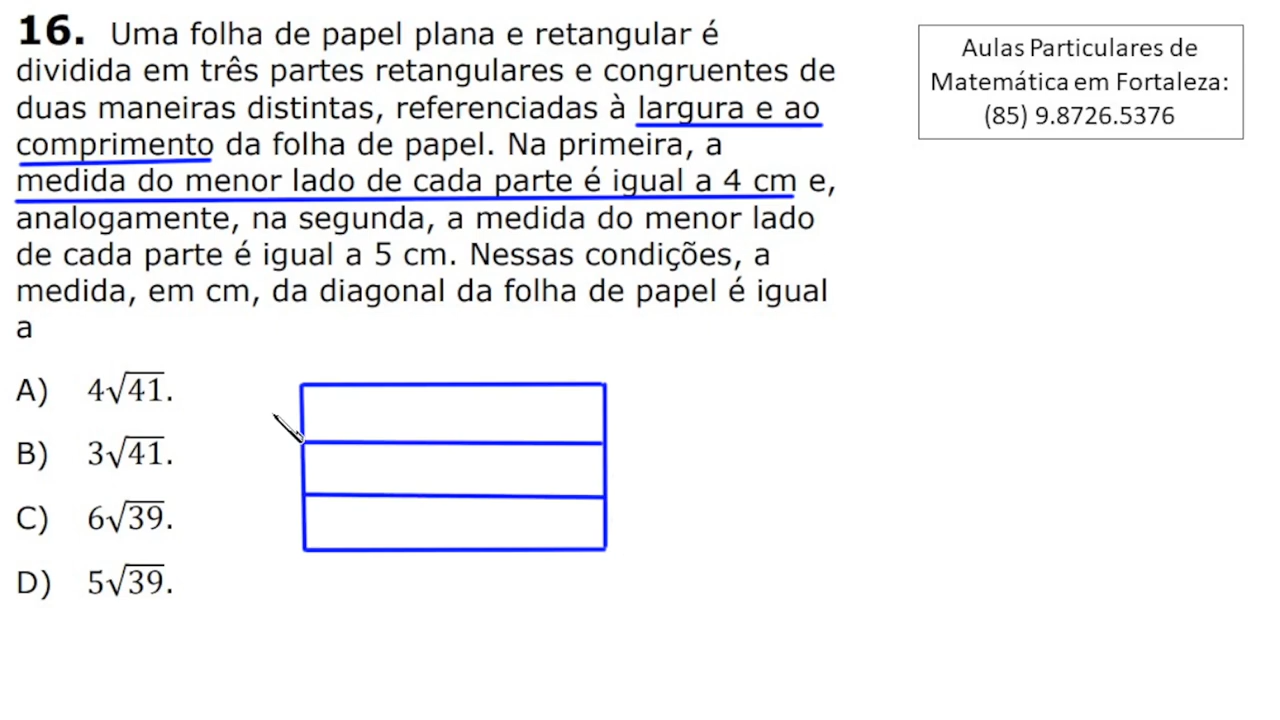 16. Uma folha de papel plana e retangular é
dividida em três partes retangulares e congruentes de
duas maneiras distintas, referenciadas à largura e ao
comprimento da folha de papel. Na primeira, a
medida do menor lado de cada parte é igual a 4 cm e,
analogamente, na segunda, a medida do menor lado
de cada parte é igual a 5 cm. Nessas condições, a
medida, em cm, da diagonal da folha de papel é igual
a
A) 4√41.
B) 3√41.
C) 6√39.
D) 5√39.
Aulas Particulares de
Matemática em Fortaleza:
(85) 9.8726.5376